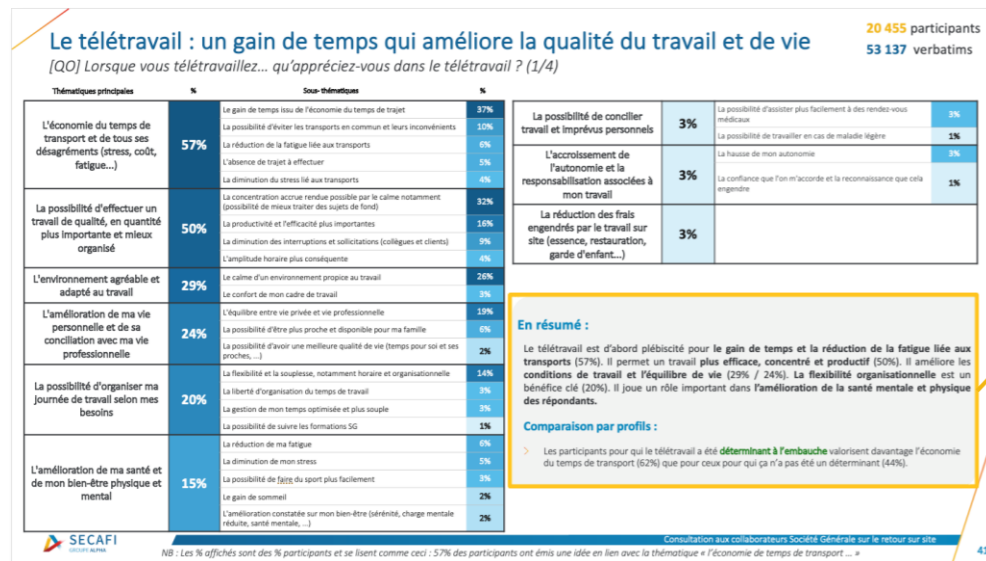 20 455 participants
53 137 verbatims
Le télétravail : un gain de temps qui améliore la qualité du travail et de vie
[QO] Lorsque vous télétravaillez… qu'appréciez-vous dans le télétravail ? (1/4)
Thématiques principales % Sous- thématiques %
L'économie du temps de
transport et de tous ses
désagréments (stress, coût,
fatigue…)
57%
Le gain de temps issu de l'économie du temps de trajet 37%
La possibilité d'éviter les transports en commun et leurs inconvénients 10%
La réduction de la fatigue liée aux transports 6%
L'absence de trajet à effectuer 5%
La diminution du stress lié aux transports 4%
La possibilité d'effectuer un
travail de qualité, en quantité
plus importante et mieux
organisé
50%
La concentration accrue rendue possible par le calme notamment
(possibilité de mieux traiter des sujets de fond)
32%
La productivité et l'efficacité plus importantes 16%
La diminution des interruptions et sollicitations (collègues et clients) 9%
L'amplitude horaire plus conséquente 4%
L'environnement agréable et
adapté au travail
29%
Le calme d'un environnement propice au travail 26%
Le confort de mon cadre de travail 3%
L'amélioration de ma vie
personnelle et de sa
conciliation avec ma vie
professionnelle
24%
L'équilibre entre vie privée et vie professionnelle 19%
La possibilité d'être plus proche et disponible pour ma famille 6%
La possibilité d'avoir une meilleure qualité de vie (temps pour soi et ses
proches, …)
2%
La possibilité d'organiser ma
journée de travail selon mes
besoins
20%
La flexibilité et la souplesse, notamment horaire et organisationnelle 14%
La liberté d'organisation du temps de travail 3%
La gestion de mon temps optimisée et plus souple 3%
La possibilité de suivre les formations SG 1%
L'amélioration de ma santé et
de mon bien-être physique et
mental
15%
La réduction de ma fatigue 6%
La diminution de mon stress 5%
La possibilité de faire du sport plus facilement 3%
Le gain de sommeil 2%
L'amélioration constatée sur mon bien-être (sérénité, charge mentale
réduite, santé mentale, …)
2%
La possibilité de concilier
travail et imprévus personnels
3%
La possibilité d'assister plus facilement à des rendez-vous
médicaux
3%
La possibilité de travailler en cas de maladie légère 1%
L'accroissement de
l'autonomie et la
responsabilisation associées à
mon travail
3%
La hausse de mon autonomie 3%
La confiance que l'on m'accorde et la reconnaissance que cela
engendre
1%
La réduction des frais
engendrés par le travail sur
site (essence, restauration,
garde d'enfant…)
3%
En résumé :
Le télétravail est d'abord plébiscité pour le gain de temps et la réduction de la fatigue liée aux
transports (57%). Il permet un travail plus efficace, concentré et productif (50%). Il améliore les
conditions de travail et l'équilibre de vie (29% / 24%). La flexibilité organisationnelle est un
bénéfice clé (20%). Il joue un rôle important dans l'amélioration de la santé mentale et physique
des répondants.
Comparaison par profils :
Les participants pour qui le télétravail a été déterminant à l'embauche valorisent davantage l'économie
du temps de transport (62%) que pour ceux pour qui ça n'a pas été un déterminant (44%).
SECAFI
GROUPE ALPHA
Consultation aux collaborateurs Société Générale sur le retour sur site
NB : Les % affichés sont des % participants et se lisent comme ceci : 57% des participants ont émis une idée en lien avec la thématique « l'économie de temps de transport … »
41